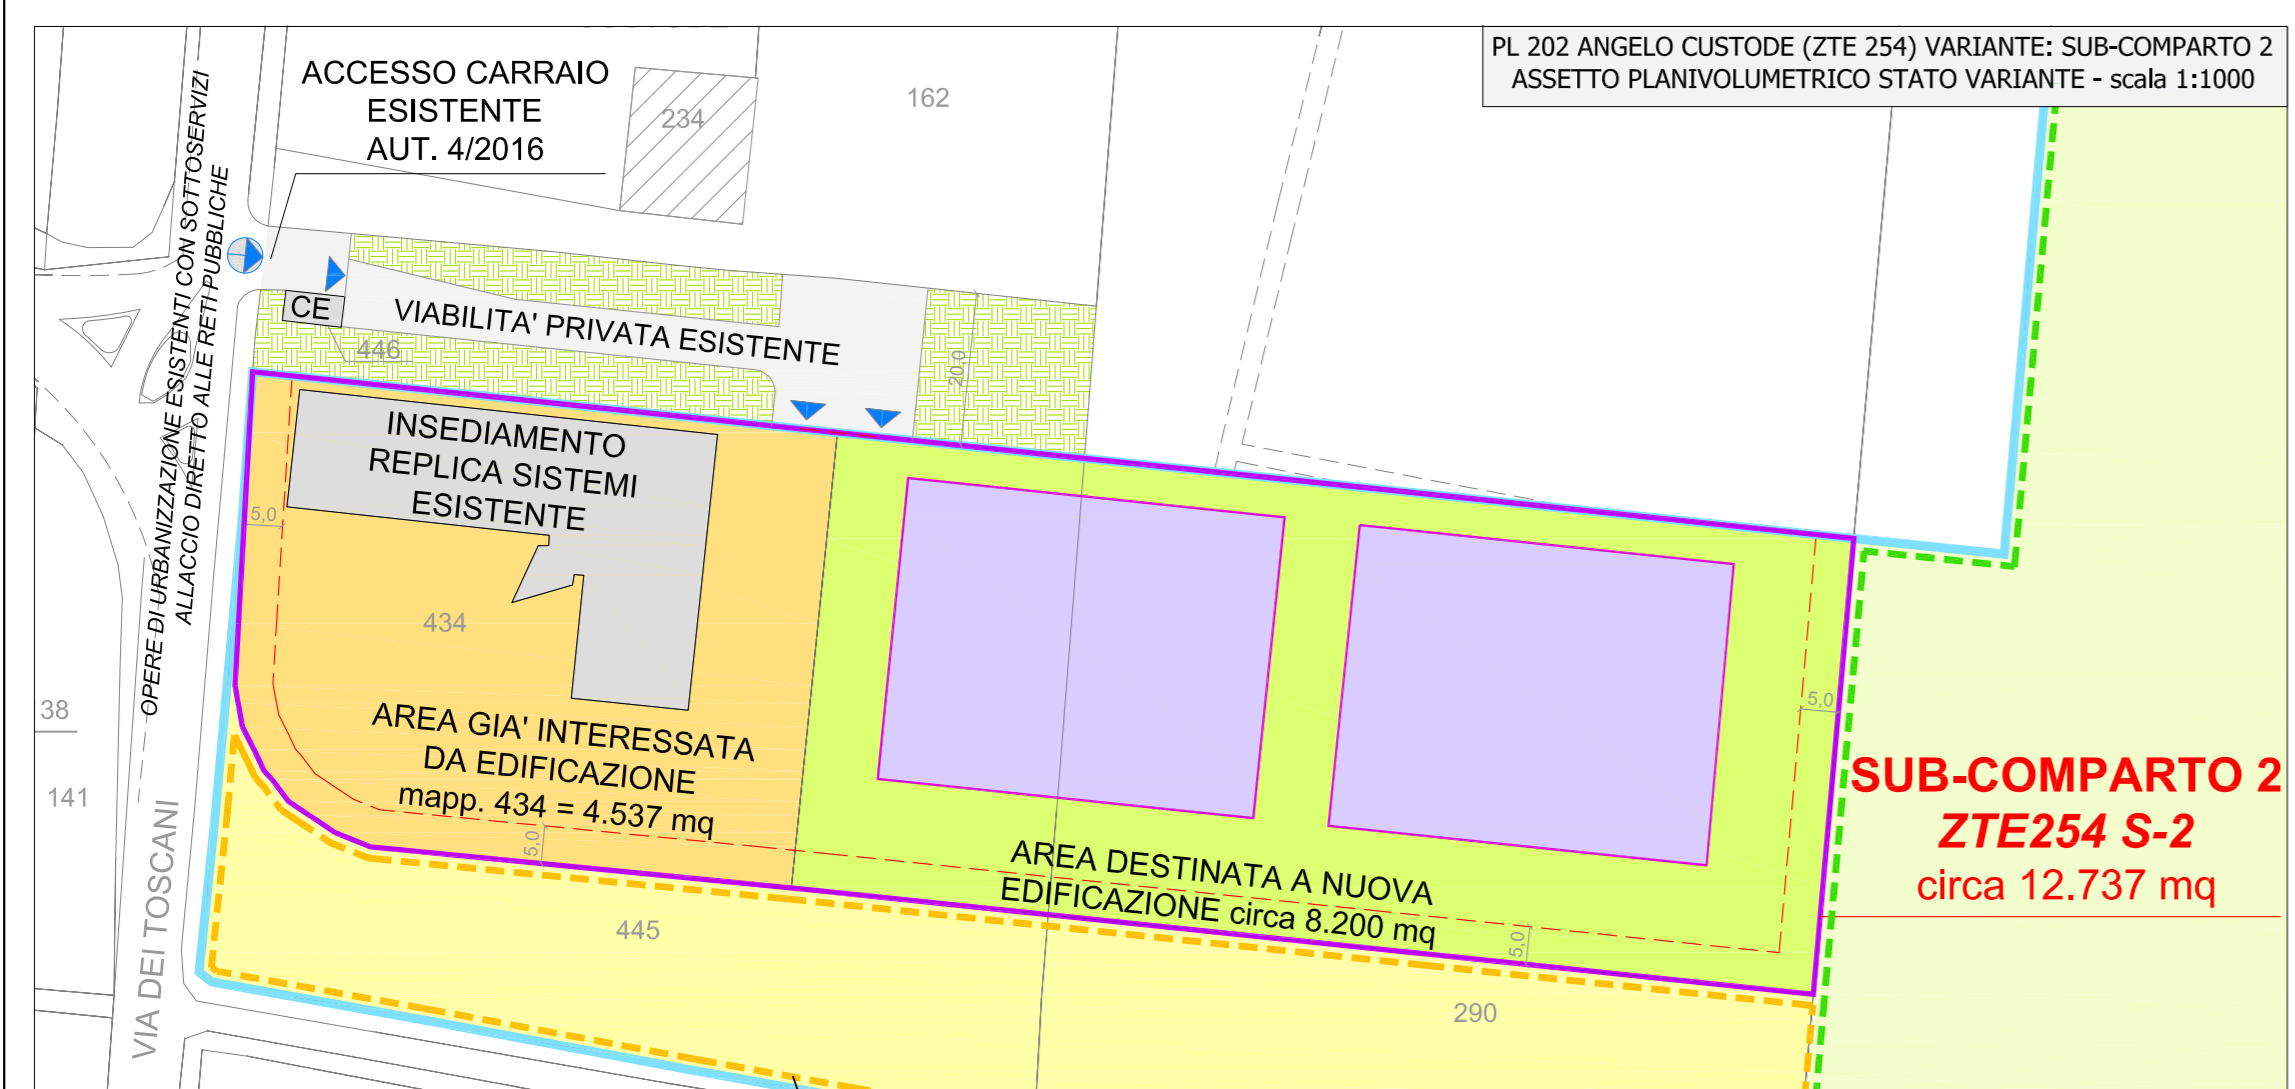 PL 202 ANGELO CUSTODE (ZTE 254) VARIANTE: SUB-COMPARTO 2
ASSETTO PLANIVOLUMETRICO STATO VARIANTE - scala 1:1000
ACCESSO CARRAIO
ESISTENTE
AUT. 4/2016
234
162
OPERE DI URBANIZZAZIONE ESISTENTI CON SOTTOSERVIZI
ALLACCIO DIRETTO ALLE RETI PUBBLICHE
CE
VIABILITA' PRIVATA ESISTENTE
446
20,0
INSEDIAMENTO
REPLICA SISTEMI
ESISTENTE
5,0
434
AREA GIA' INTERESSATA
DA EDIFICAZIONE
mapp. 434 = 4.537 mq
5,0
5,0
38
141
SUB-COMPARTO 2
ZTE254 S-2
circa 12.737 mq
AREA DESTINATA A NUOVA
EDIFICAZIONE circa 8.200 mq
5,0
445
290
VIA DEI TOSCANI